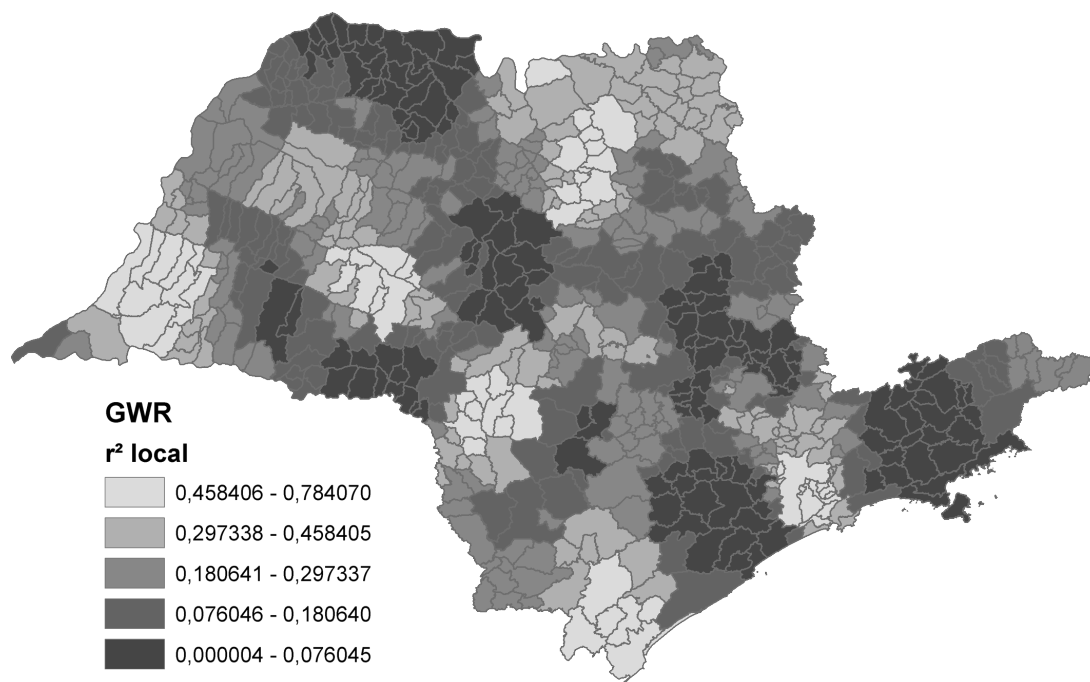 GWR
r² local
0,458406 - 0,784070
0,297338 - 0,458405
0,180641 - 0,297337
0,076046 - 0,180640
0,000004 - 0,076045